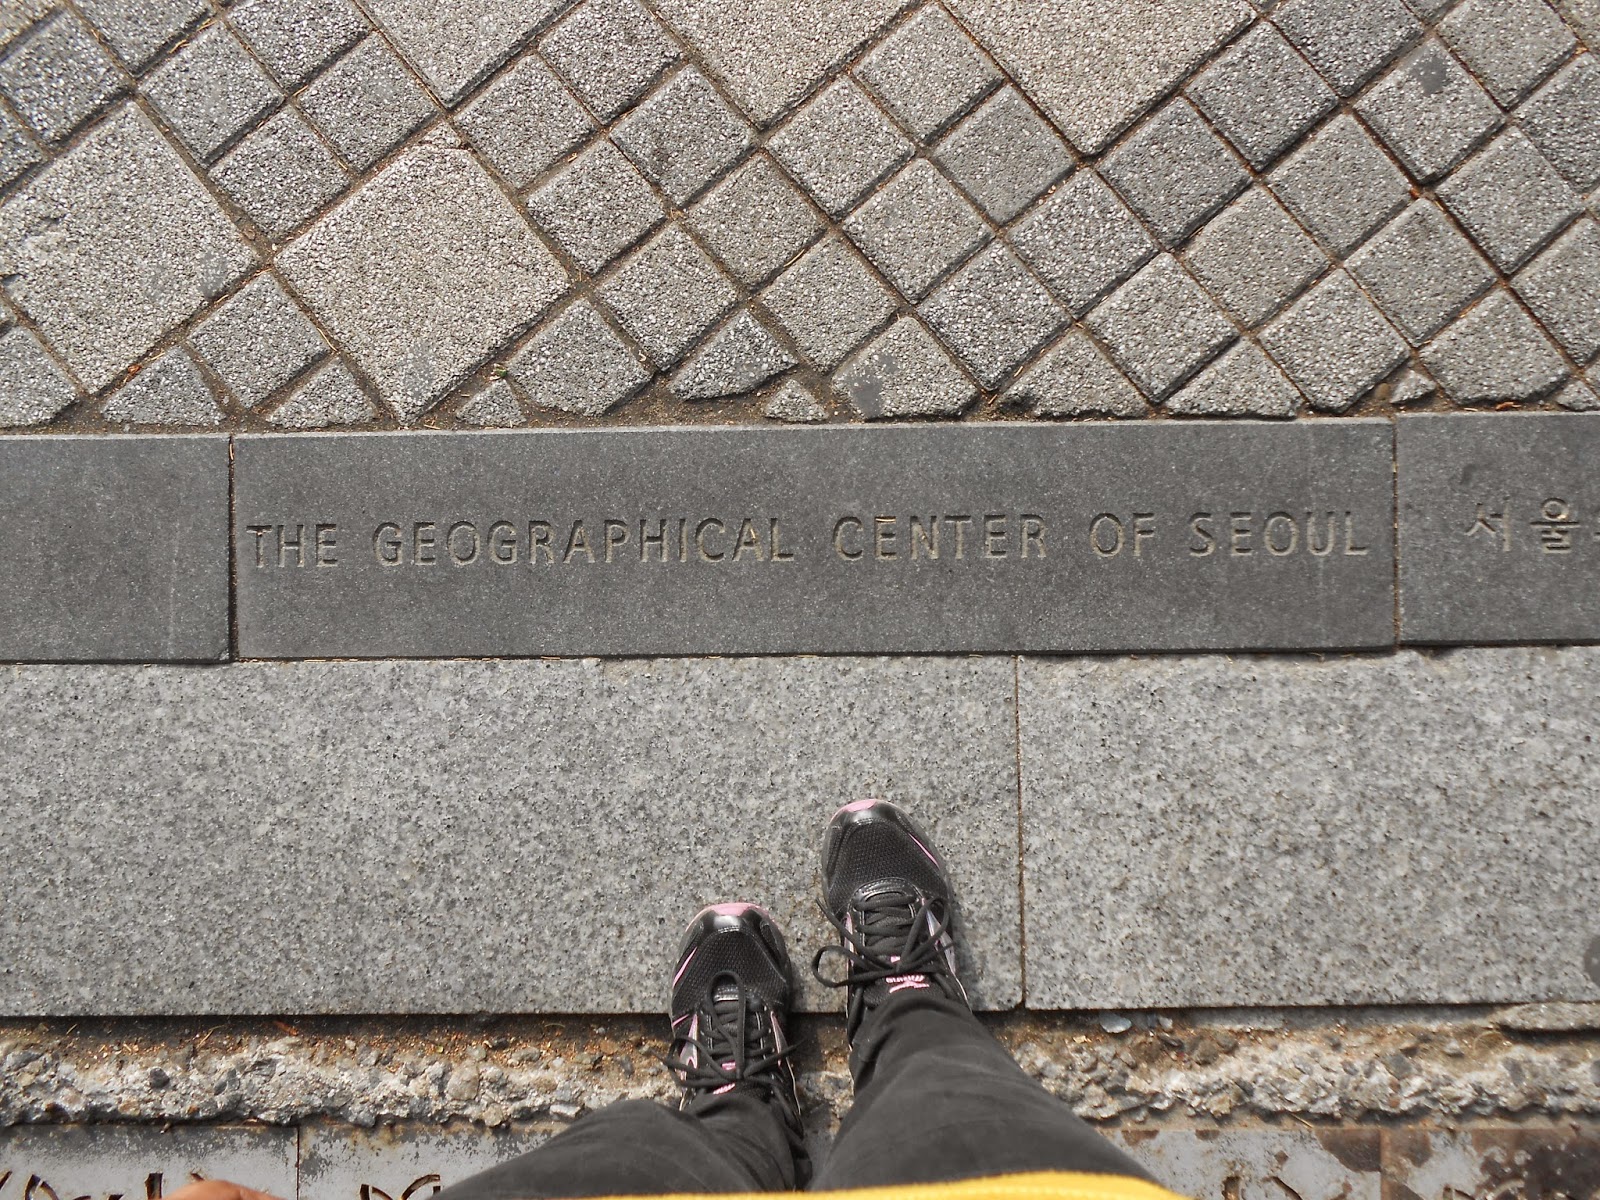 THE GEOGRAPHICAL CENTER OF SEOUL
서울